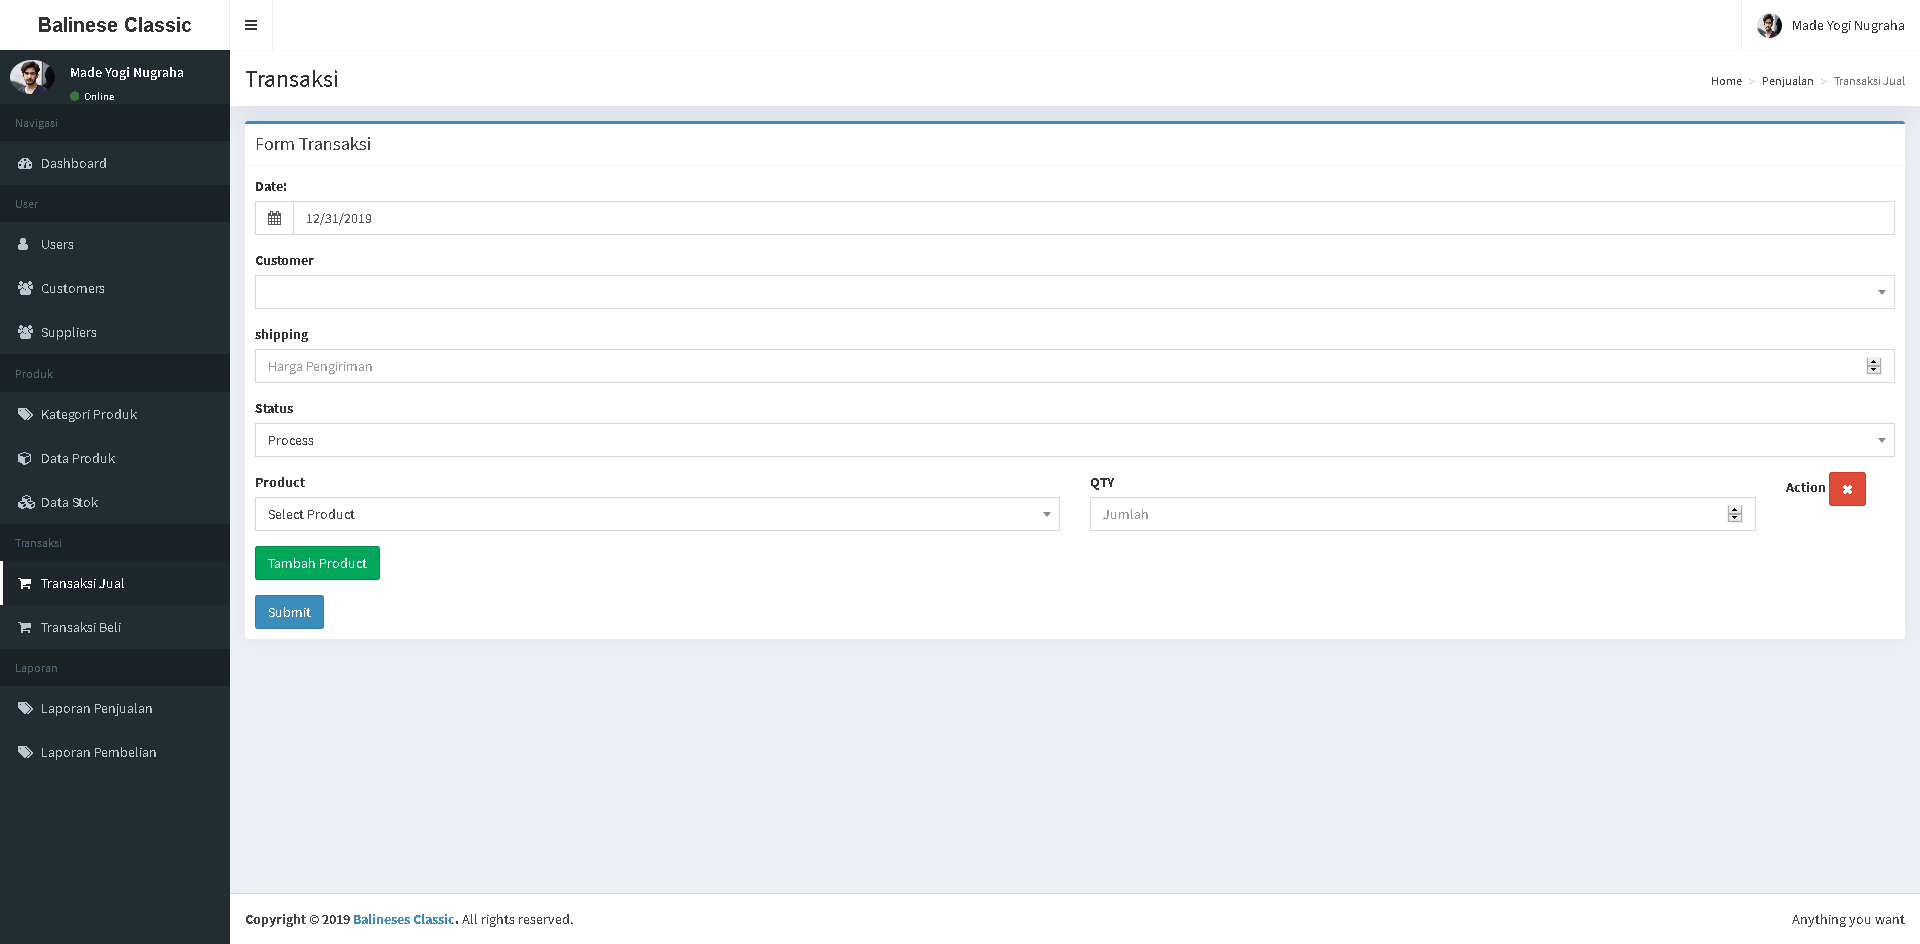 Balinese Classic
Made Yogi Nugraha
Made Yogi Nugraha
Online
Navigasi
Dashboard
User
Users
Customers
Suppliers
Produk
Kategori Produk
Data Produk
Data Stok
Transaksi
Transaksi Jual
Transaksi Beli
Laporan
Laporan Penjualan
Laporan Pembelian
Transaksi
Home > Penjualan > Transaksi Jual
Form Transaksi
Date:
12/31/2019
Customer
shipping
Harga Pengiriman
Status
Process
Product QTY Action
Select Product Jumlah
Tambah Product
Submit
Copyright © 2019 Balineses Classic. All rights reserved. Anything you want